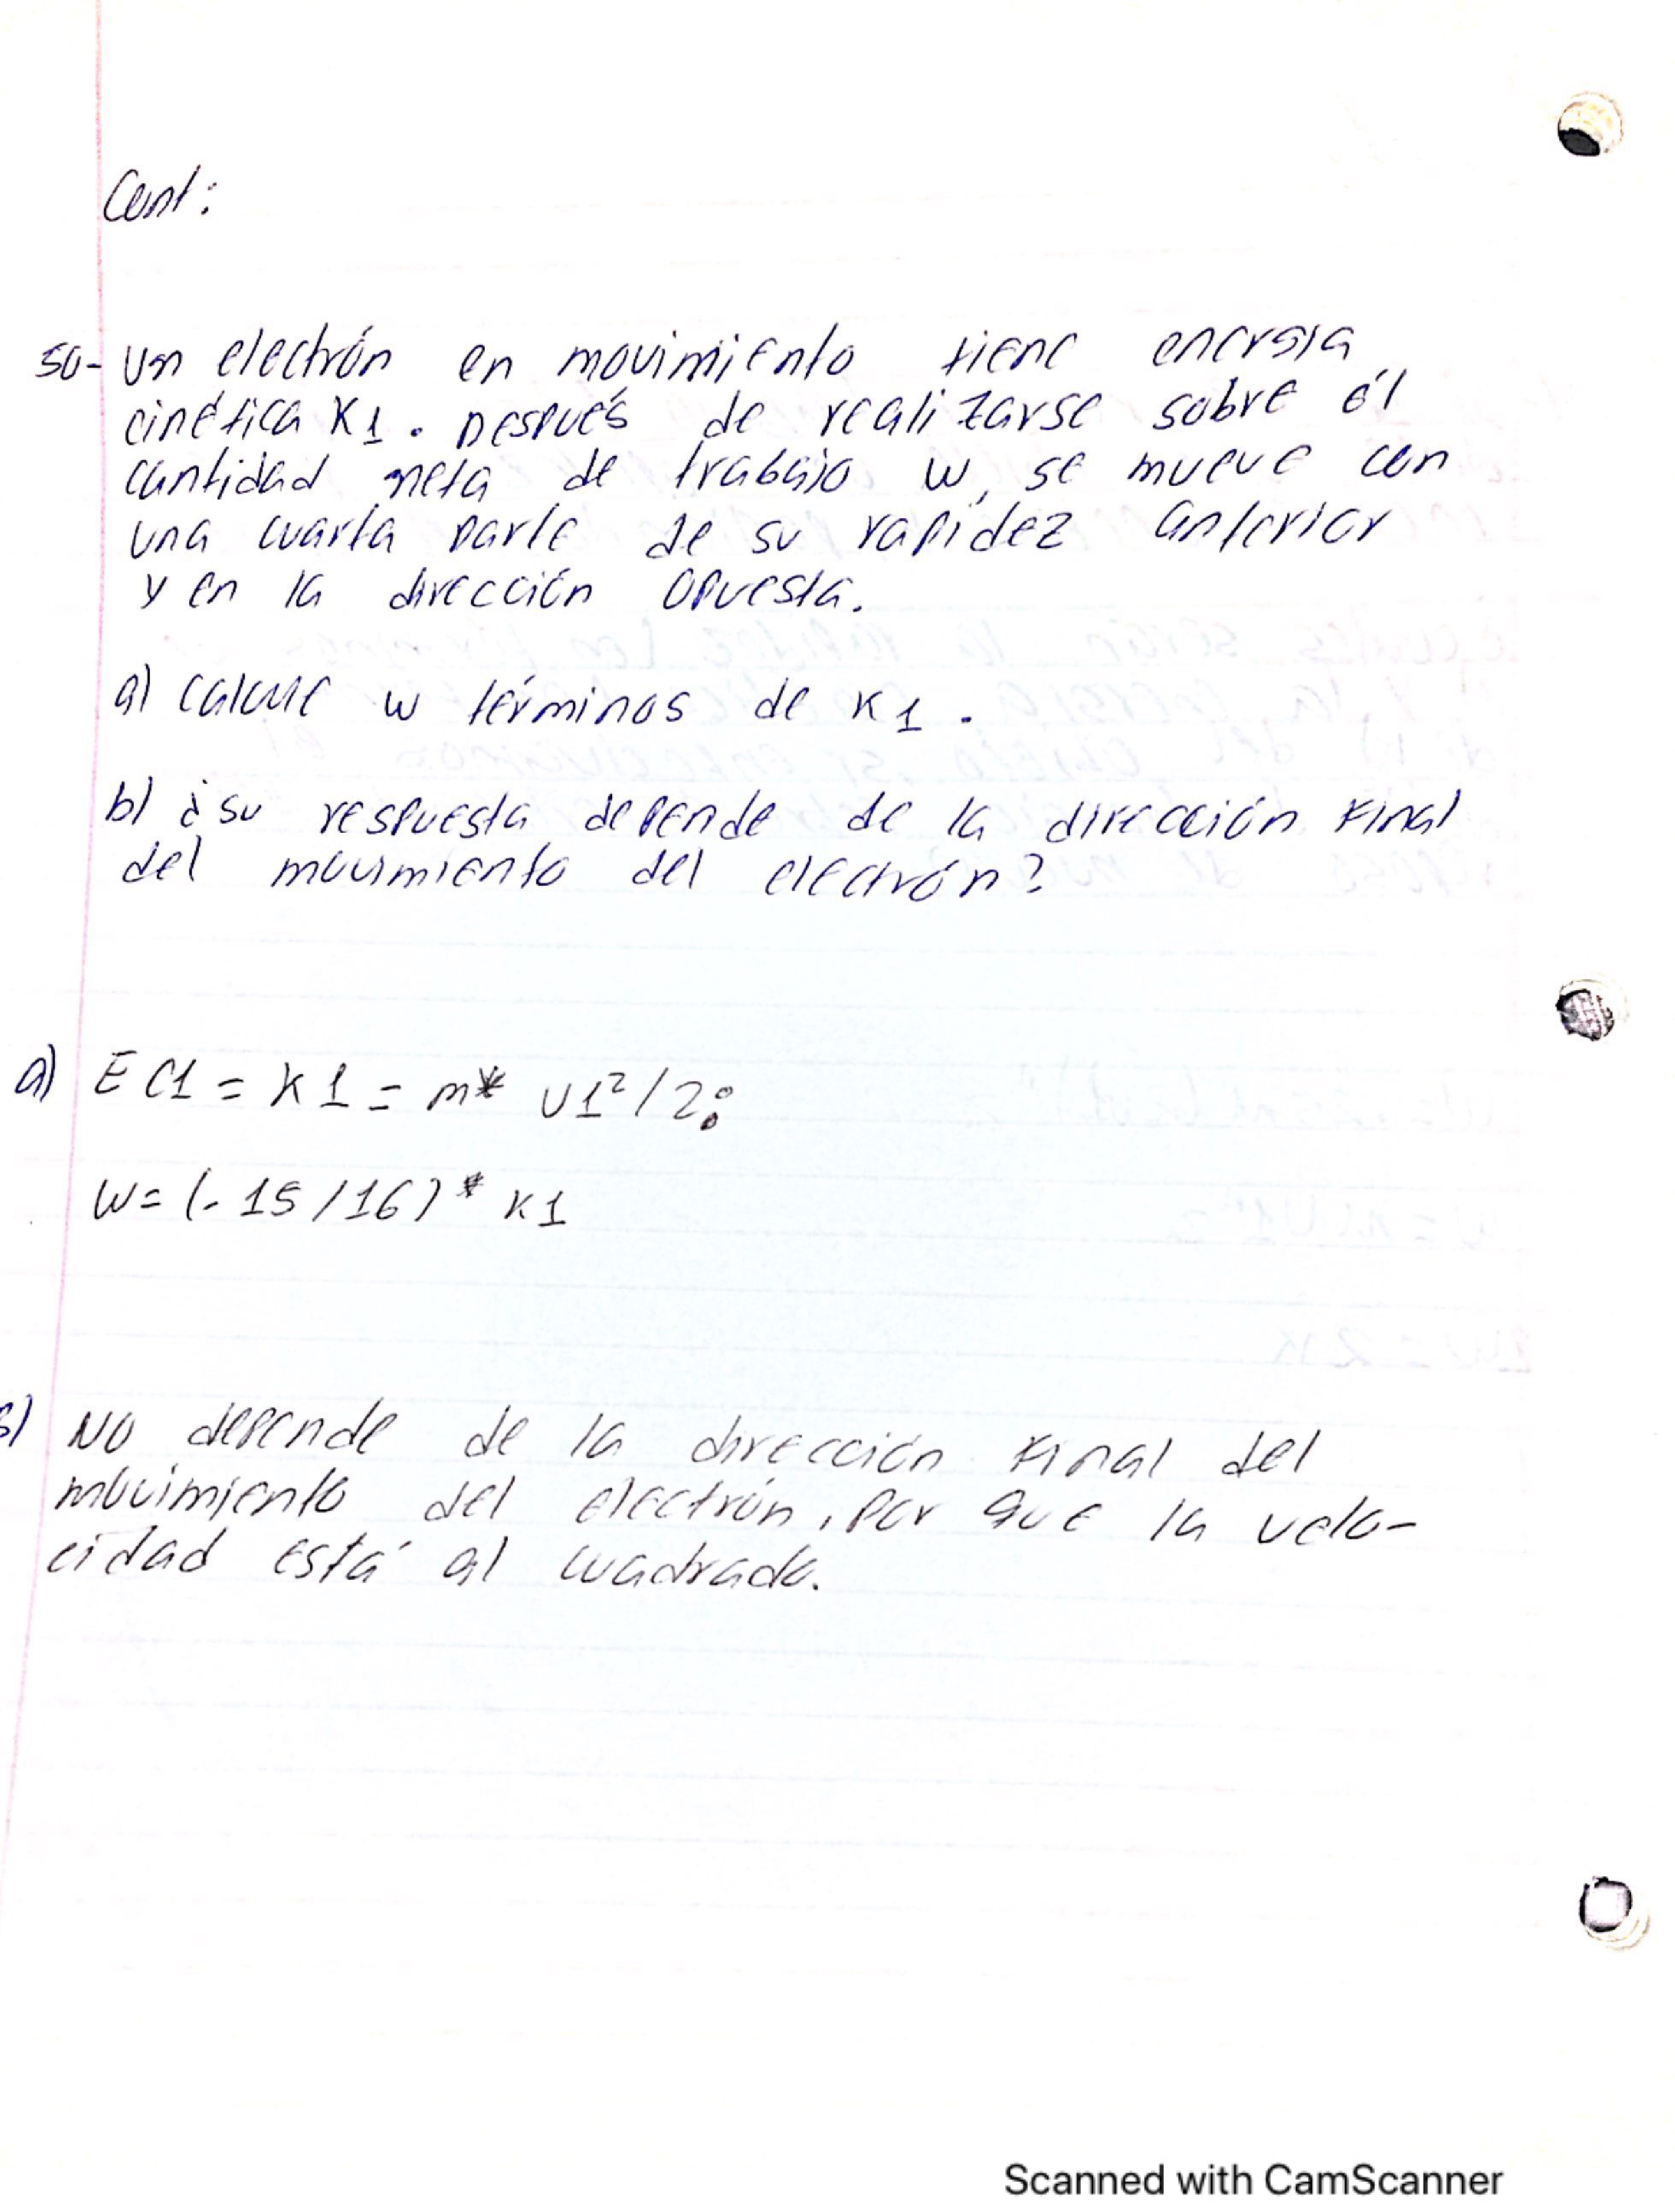 Cont:
50- Un electrón en movimiento tiene energía
cinética K1. Después de realizarse sobre él
cantidad neta de trabajo W, se mueve con
una cuarta parte de su rapidez anterior
y en la dirección opuesta.
a) calcule W términos de K1.
b) ¿su respuesta depende de la dirección final
del movimiento del electrón?
a) EC1 = K1 = m* V1²/2;
W= (-15/16)* K1
b) No depende de la dirección final del
movimiento del electrón, por que la velo-
cidad está al cuadrado.
Scanned with CamScanner